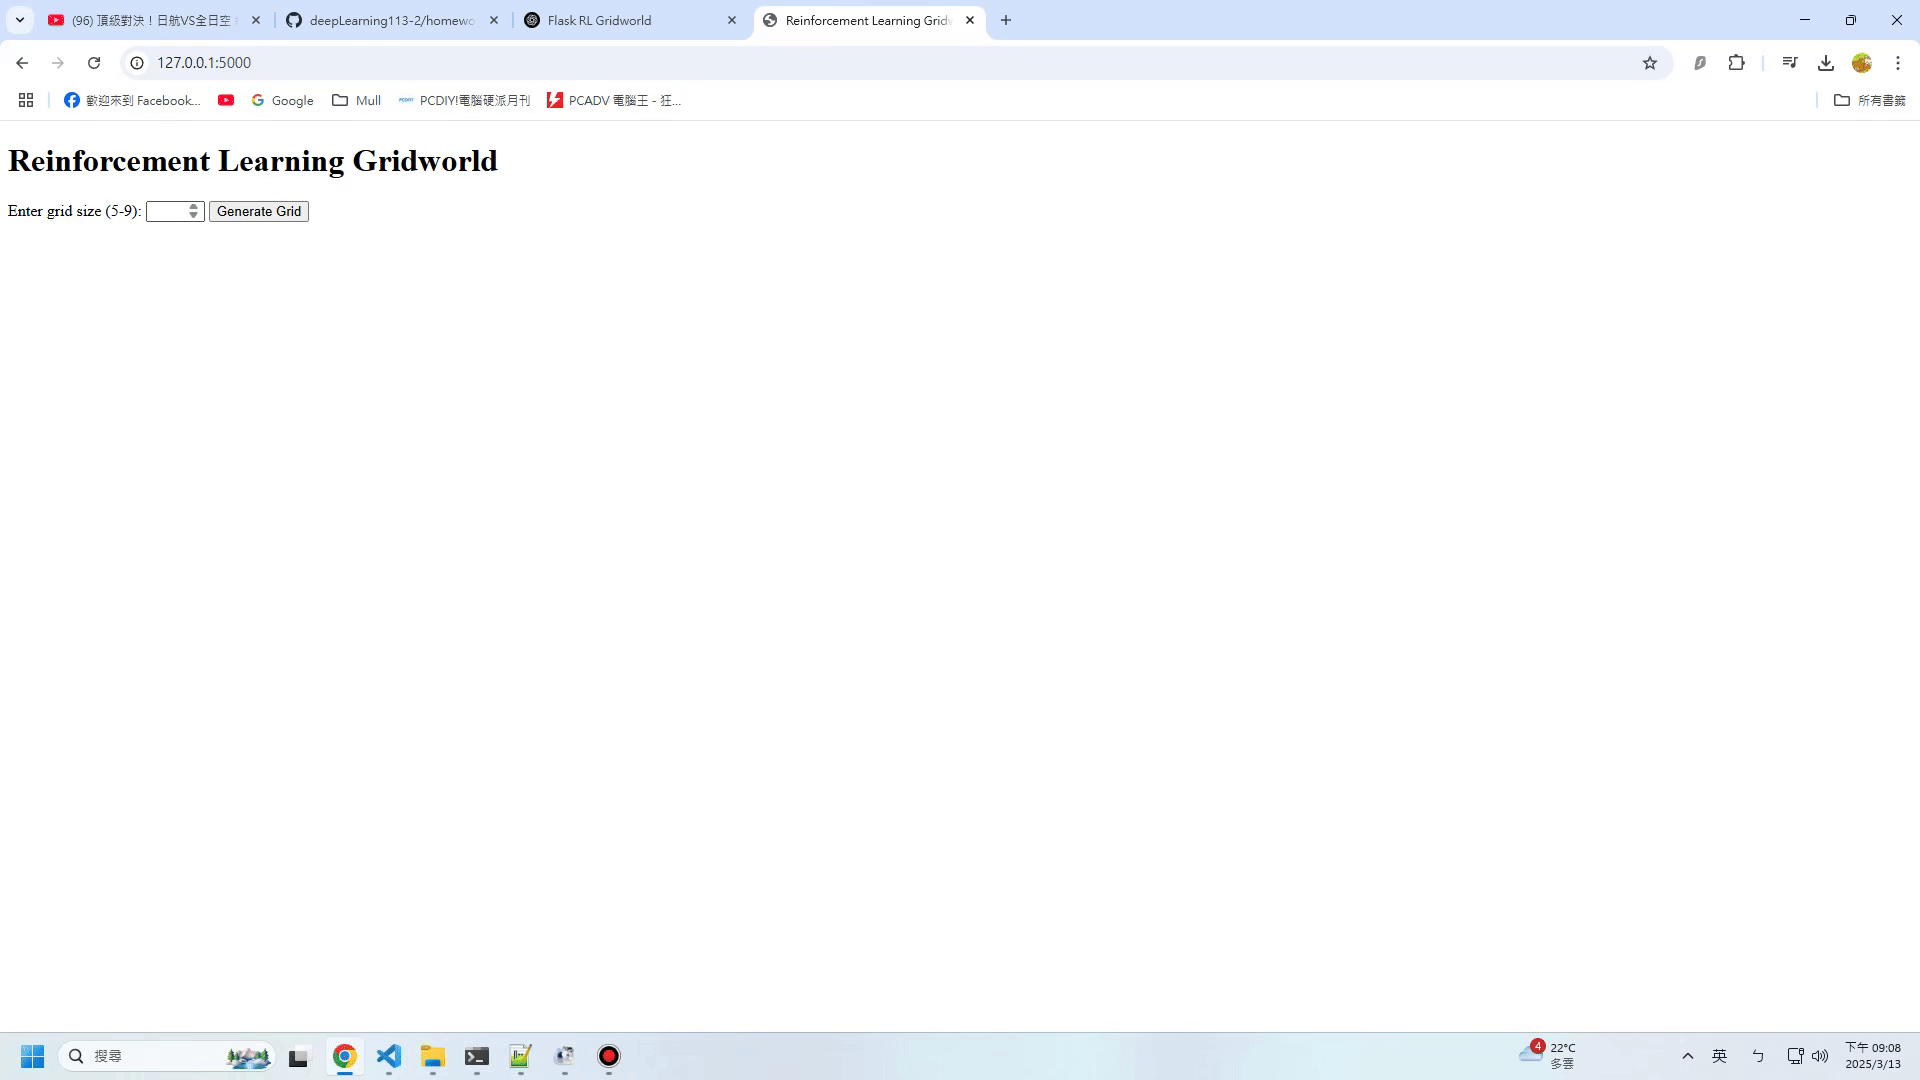 (96) 頂級對決！日航VS全日空
deepLearning113-2/homewo
Flask RL Gridworld
Reinforcement Learning Gridw
127.0.0.1:5000
歡迎來到 Facebook...
Google
Mull
PCDIY!電腦硬派月刊
PCADV 電腦王 - 狂...
所有書籤
Reinforcement Learning Gridworld
Enter grid size (5-9):
Generate Grid
搜尋
4
22°C
多雲
英
ㄅ
下午 09:08
2025/3/13